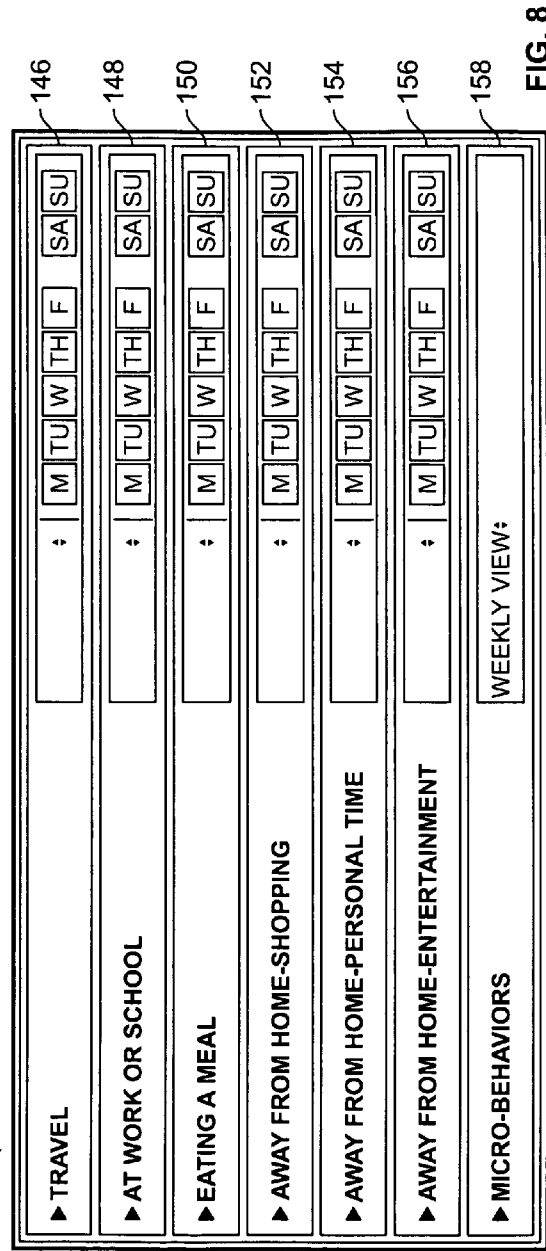 ▶TRAVEL M TU W TH F SA SU 146
▶AT WORK OR SCHOOL M TU W TH F SA SU 148
▶EATING A MEAL M TU W TH F SA SU 150
▶AWAY FROM HOME-SHOPPING M TU W TH F SA SU 152
▶AWAY FROM HOME-PERSONAL TIME M TU W TH F SA SU 154
▶AWAY FROM HOME-ENTERTAINMENT M TU W TH F SA SU 156
▶MICRO-BEHAVIORS WEEKLY VIEW 158
FIG. 8